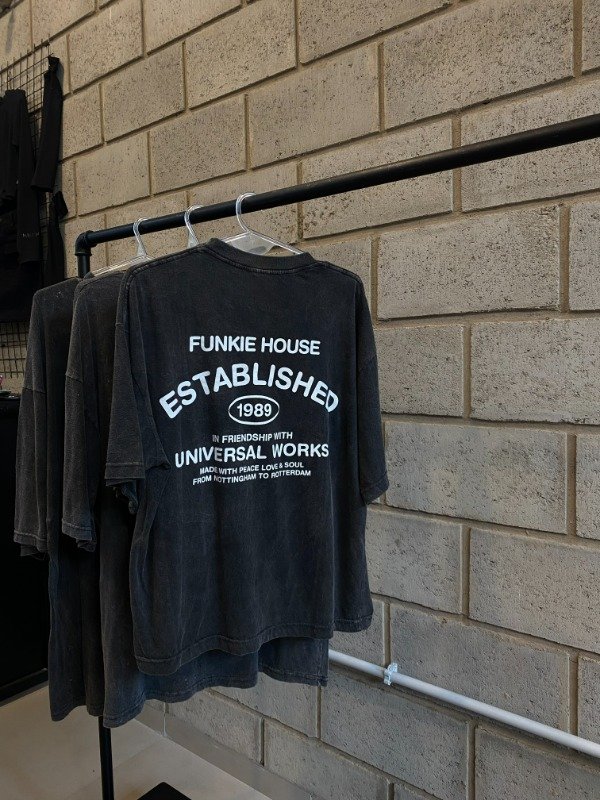 FUNKIE HOUSE
ESTABLISHED
1989
IN FRIENDSHIP WITH
UNIVERSAL WORKS
MADE WITH PEACE LOVE & SOUL
FROM NOTTINGHAM TO ROTTERDAM